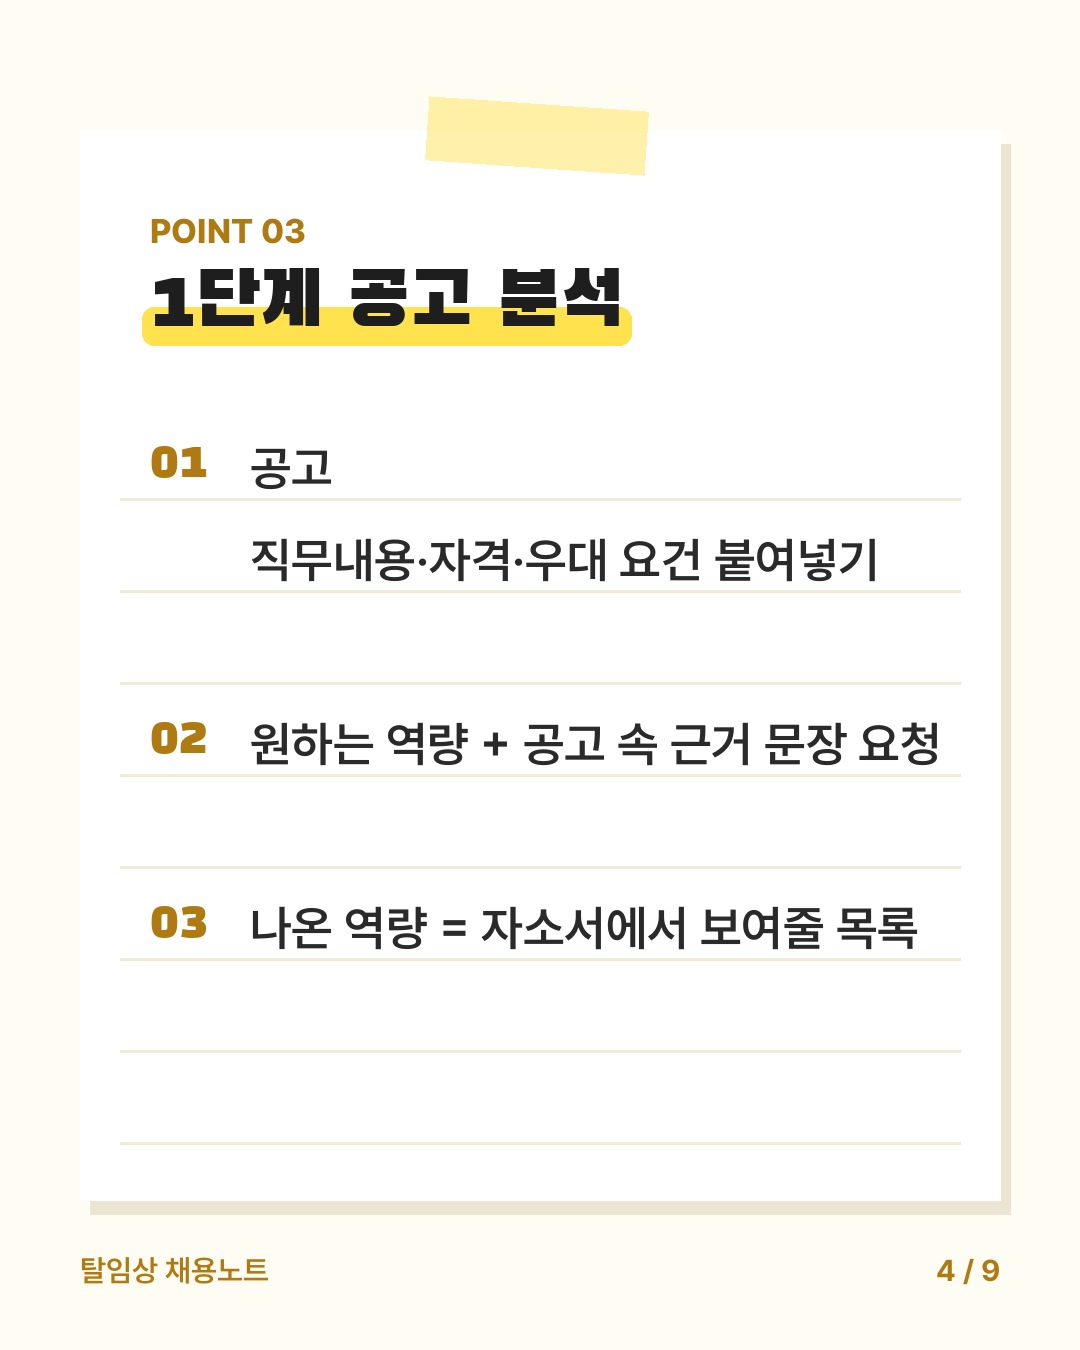 POINT 03
1단계 공고 분석
01 공고
직무내용·자격·우대 요건 붙여넣기
02 원하는 역량 + 공고 속 근거 문장 요청
03 나온 역량 = 자소서에서 보여줄 목록
탈임상 채용노트
4 / 9